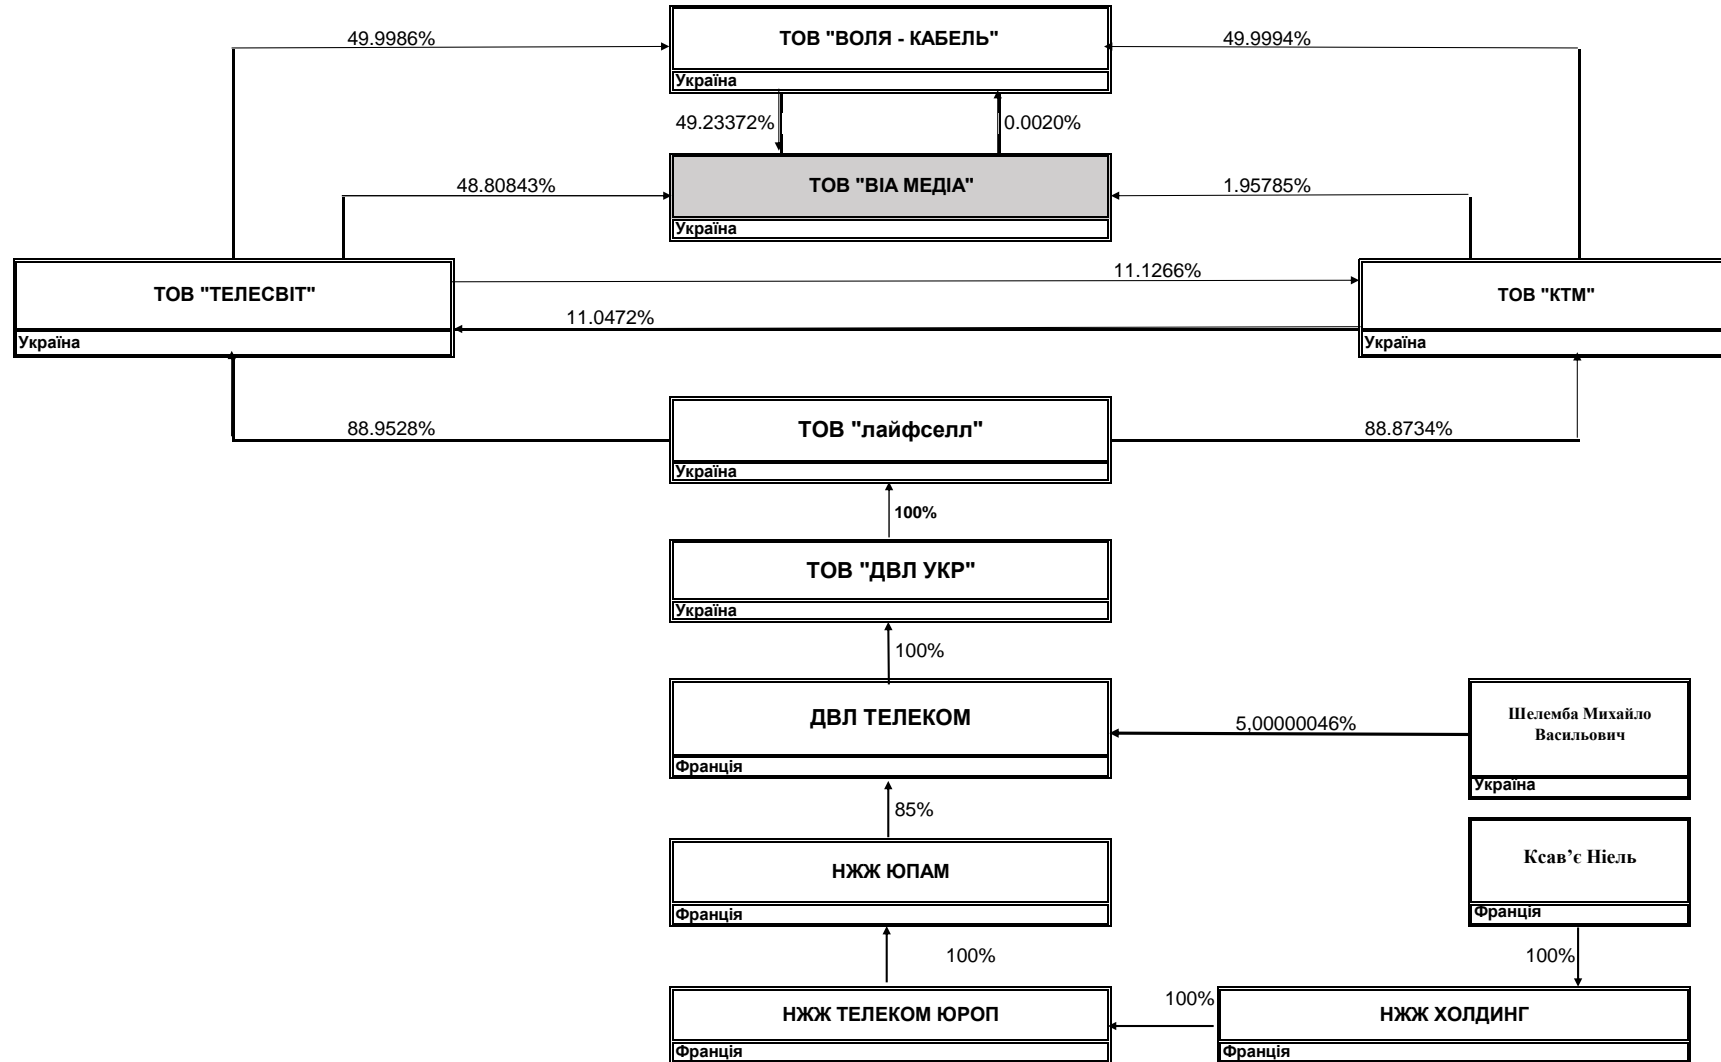 49.9986%
ТОВ "ВОЛЯ - КАБЕЛЬ"
49.9994%
Україна
49.23372%
0.0020%
48.80843%
ТОВ "ВІА МЕДІА"
1.95785%
Україна
ТОВ "ТЕЛЕСВІТ"
11.1266%
ТОВ "КТМ"
11.0472%
Україна
Україна
88.9528%
ТОВ "лайфселл"
88.8734%
Україна
100%
ТОВ "ДВЛ УКР"
Україна
100%
ДВЛ ТЕЛЕКОМ
5,00000046%
Шелемба Михайло
Васильович
Франція
Україна
85%
НЖЖ ЮПАМ
Ксав’є Ніель
Франція
Франція
100%
100%
НЖЖ ТЕЛЕКОМ ЮРОП
100%
НЖЖ ХОЛДИНГ
Франція
Франція